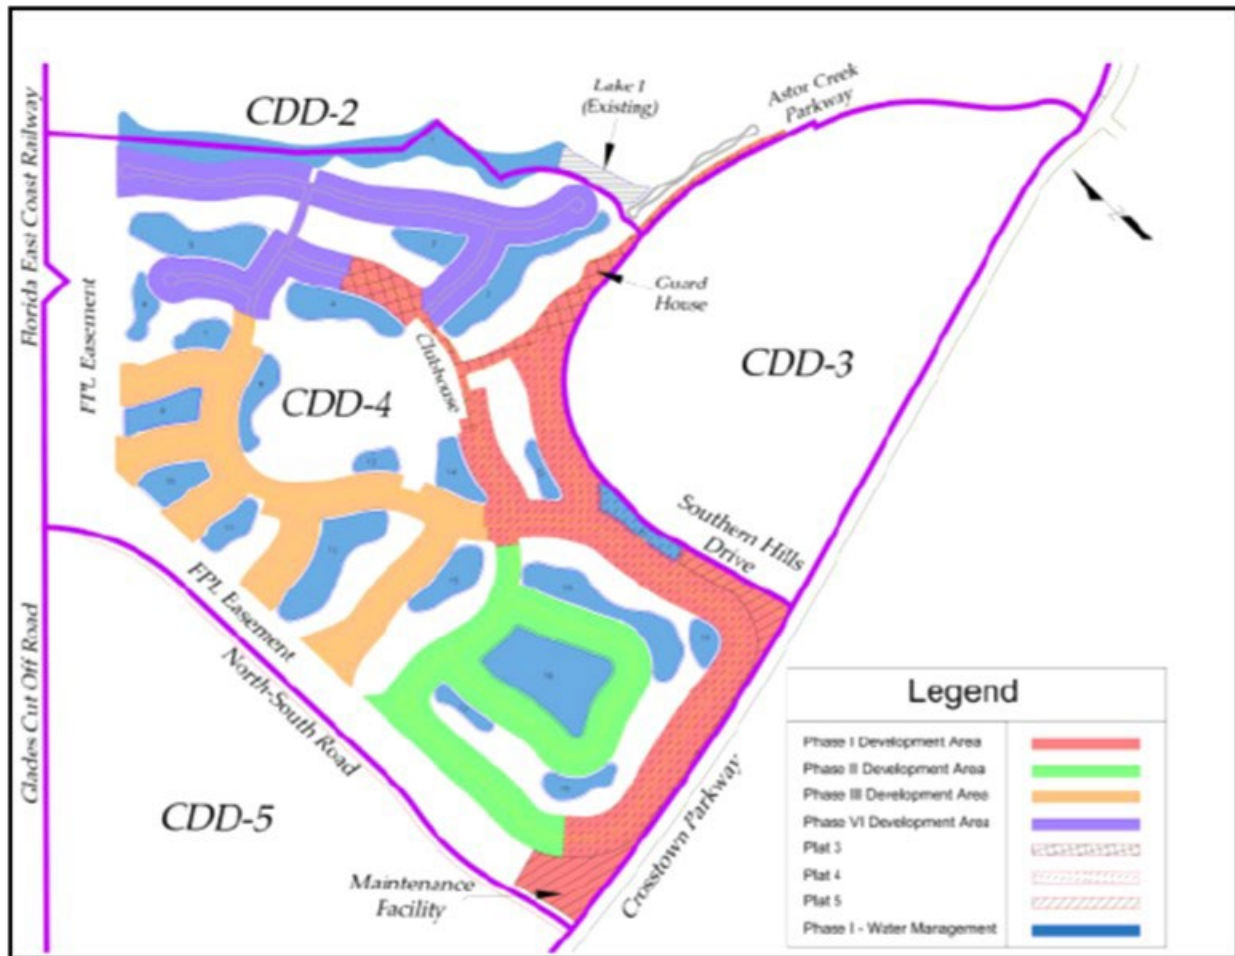 CDD-2
Lake I
(Existing)
Astor Creek
Parkway
Florida East Coast Railway
FPL Easement
Guard
House
Clubhouse
CDD-3
CDD-4
Southern Hills
Drive
FPL Easement
North-South Road
Glades Cut Off Road
CDD-5
Crosstown Parkway
Maintenance
Facility
Legend
Phase I Development Area
Phase II Development Area
Phase III Development Area
Phase VI Development Area
Plat 3
Plat 4
Plat 5
Phase I - Water Management